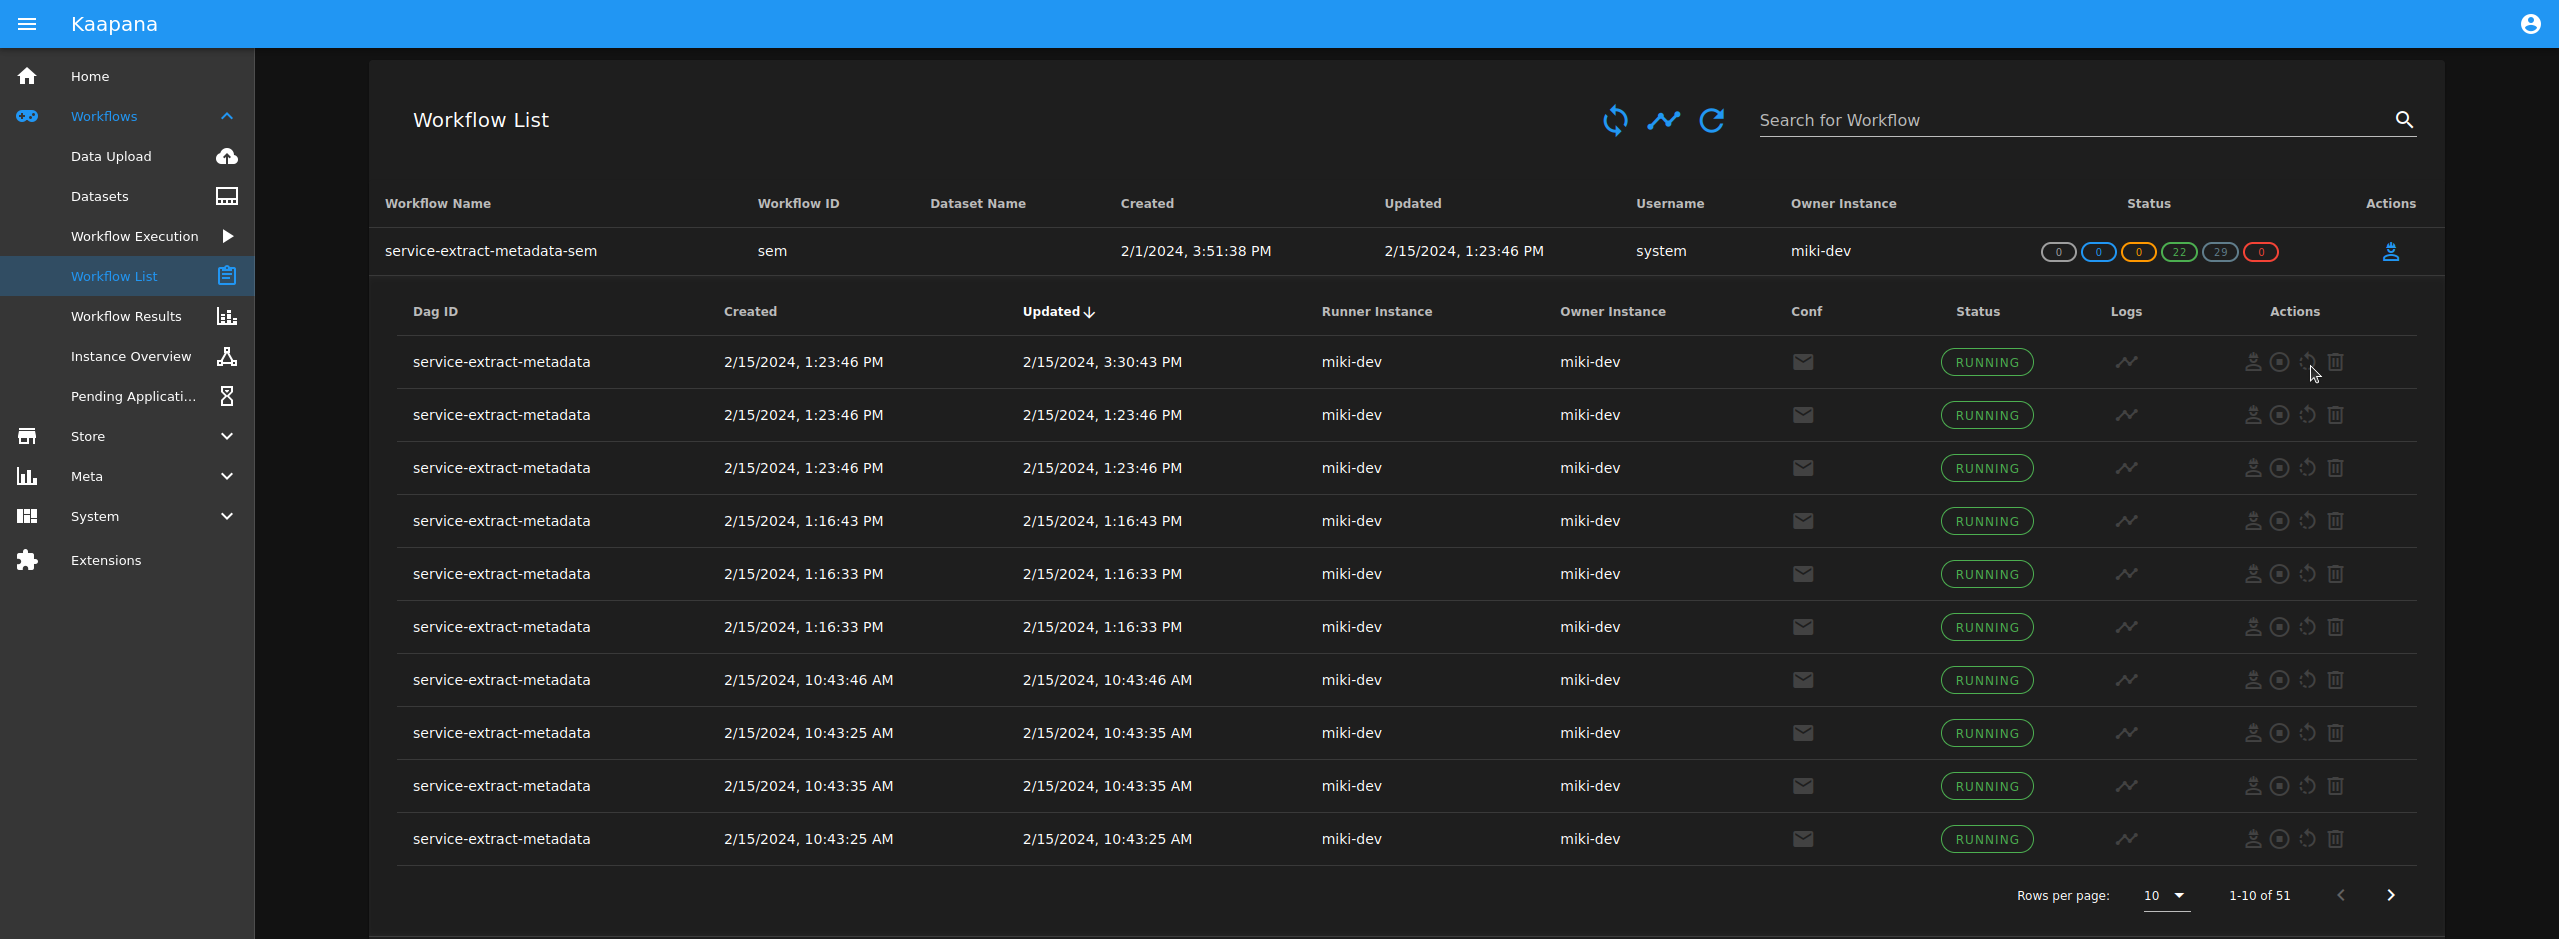 Kaapana
Home
Workflows
Data Upload
Datasets
Workflow Execution
Workflow List
Workflow Results
Instance Overview
Pending Applicati...
Store
Meta
System
Extensions
Workflow List
Search for Workflow
Workflow Name Workflow ID Dataset Name Created Updated Username Owner Instance Status Actions
service-extract-metadata-sem sem 2/1/2024, 3:51:38 PM 2/15/2024, 1:23:46 PM system miki-dev 0 0 0 22 29 0
Dag ID Created Updated Runner Instance Owner Instance Conf Status Logs Actions
service-extract-metadata 2/15/2024, 1:23:46 PM 2/15/2024, 3:30:43 PM miki-dev miki-dev RUNNING
service-extract-metadata 2/15/2024, 1:23:46 PM 2/15/2024, 1:23:46 PM miki-dev miki-dev RUNNING
service-extract-metadata 2/15/2024, 1:23:46 PM 2/15/2024, 1:23:46 PM miki-dev miki-dev RUNNING
service-extract-metadata 2/15/2024, 1:16:43 PM 2/15/2024, 1:16:43 PM miki-dev miki-dev RUNNING
service-extract-metadata 2/15/2024, 1:16:33 PM 2/15/2024, 1:16:33 PM miki-dev miki-dev RUNNING
service-extract-metadata 2/15/2024, 1:16:33 PM 2/15/2024, 1:16:33 PM miki-dev miki-dev RUNNING
service-extract-metadata 2/15/2024, 10:43:46 AM 2/15/2024, 10:43:46 AM miki-dev miki-dev RUNNING
service-extract-metadata 2/15/2024, 10:43:25 AM 2/15/2024, 10:43:35 AM miki-dev miki-dev RUNNING
service-extract-metadata 2/15/2024, 10:43:35 AM 2/15/2024, 10:43:35 AM miki-dev miki-dev RUNNING
service-extract-metadata 2/15/2024, 10:43:25 AM 2/15/2024, 10:43:25 AM miki-dev miki-dev RUNNING
Rows per page: 10 1-10 of 51